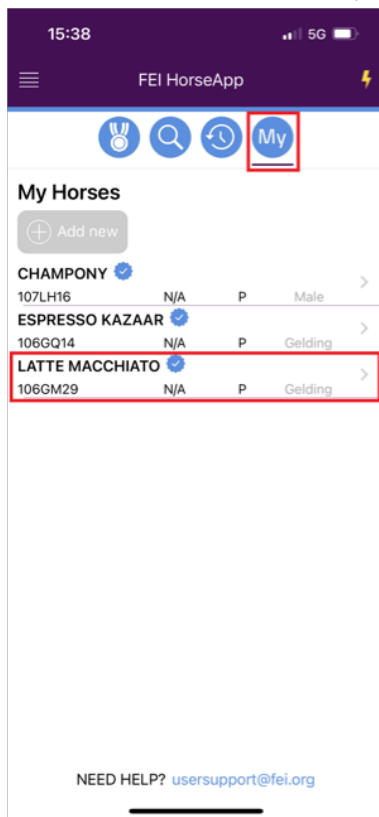 15:38
5G
FEI HorseApp
My
My Horses
Add new
CHAMPONY
107LH16 N/A P Male
ESPRESSO KAZAAR
106GQ14 N/A P Gelding
LATTE MACCHIATO
106GM29 N/A P Gelding
NEED HELP? usersupport@fei.org